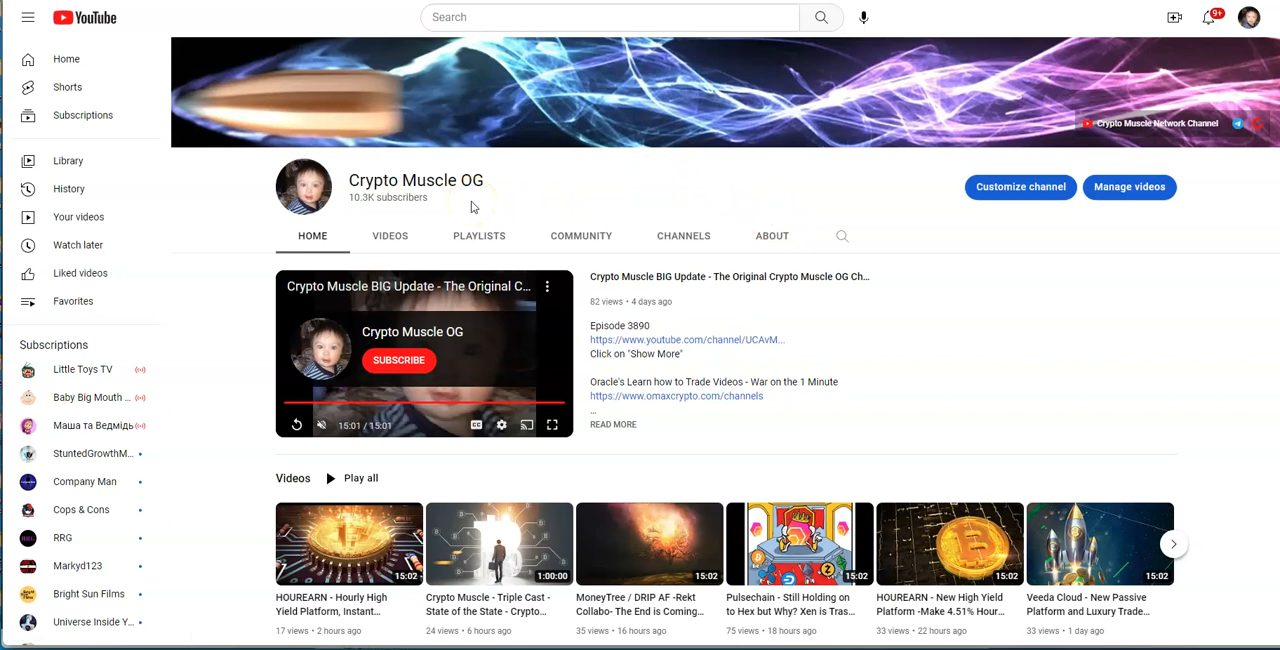 YouTube
Search
9+
Home
Shorts
Subscriptions
Library
History
Your videos
Watch later
Liked videos
Favorites
Subscriptions
Little Toys TV
Baby Big Mouth ...
Маша та Ведмідь
StuntedGrowthM...
Company Man
Cops & Cons
RRG
Markyd123
Bright Sun Films
Universe Inside Y...
Crypto Muscle Network Channel
Crypto Muscle OG
10.3K subscribers
Customize channel
Manage videos
HOME
VIDEOS
PLAYLISTS
COMMUNITY
CHANNELS
ABOUT
Crypto Muscle BIG Update - The Original C...
Crypto Muscle OG
SUBSCRIBE
15:01 / 15:01
CC
Crypto Muscle BIG Update - The Original Crypto Muscle OG Ch...
82 views • 4 days ago
Episode 3890
https://www.youtube.com/channel/UCAvM...
Click on "Show More"
Oracle's Learn how to Trade Videos - War on the 1 Minute
https://www.omaxcrypto.com/channels
...
READ MORE
Videos
Play all
15:02
HOUREARN - Hourly High
Yield Platform, Instant...
17 views • 2 hours ago
1:00:00
Crypto Muscle - Triple Cast -
State of the State - Crypto...
24 views • 6 hours ago
15:02
MoneyTree / DRIP AF -Rekt
Collabo- The End is Coming...
35 views • 16 hours ago
15:02
Pulsechain - Still Holding on
to Hex but Why? Xen is Tras...
75 views • 18 hours ago
15:02
HOUREARN - New High Yield
Platform -Make 4.51% Hour...
33 views • 22 hours ago
15:02
Veeda Cloud - New Passive
Platform and Luxury Trade...
33 views • 1 day ago